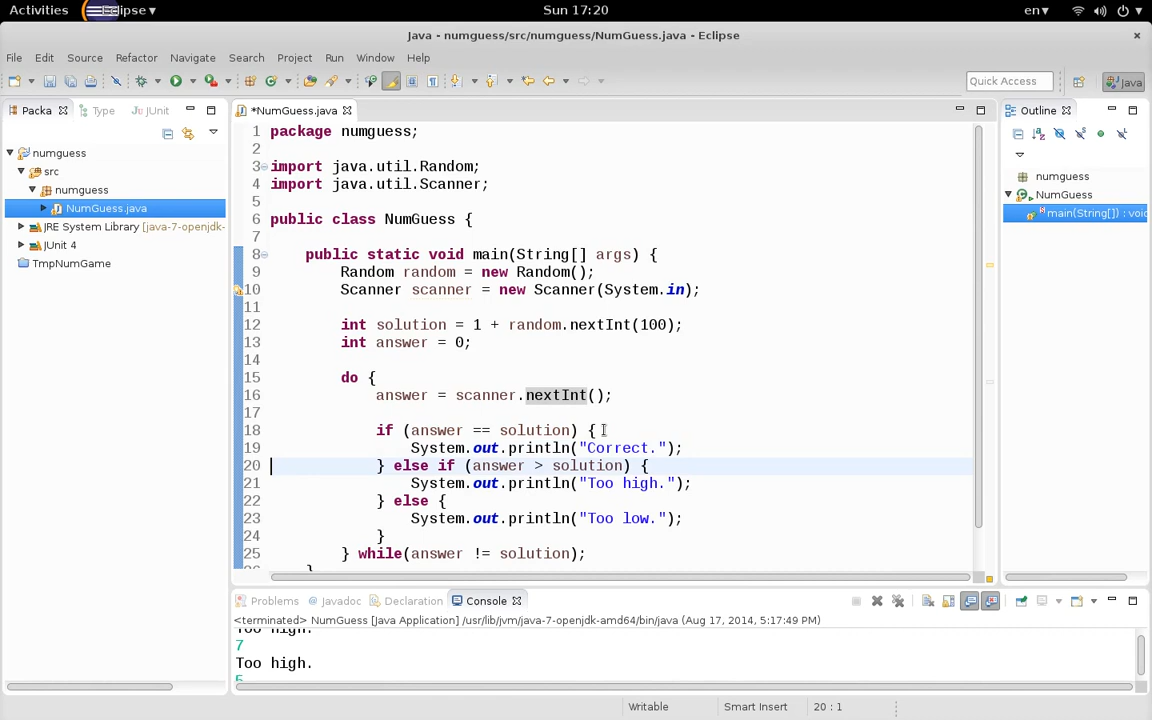 Activities Eclipse ▾ Sun 17:20 en ▾
Java - numguess/src/numguess/NumGuess.java - Eclipse
File Edit Source Refactor Navigate Search Project Run Window Help
Quick Access Java
Packa Type JUnit *NumGuess.java Outline
numguess
src
numguess
NumGuess.java
JRE System Library [java-7-openjdk-
JUnit 4
TmpNumGame
1 package numguess;
2
3 import java.util.Random;
4 import java.util.Scanner;
5
6 public class NumGuess {
7
8 public static void main(String[] args) {
9 Random random = new Random();
10 Scanner scanner = new Scanner(System.in);
11
12 int solution = 1 + random.nextInt(100);
13 int answer = 0;
14
15 do {
16 answer = scanner.nextInt();
17
18 if (answer == solution) {
19 System.out.println("Correct.");
20 } else if (answer > solution) {
21 System.out.println("Too high.");
22 } else {
23 System.out.println("Too low.");
24 }
25 } while(answer != solution);
numguess
NumGuess
main(String[]) : void
Problems Javadoc Declaration Console
<terminated> NumGuess [Java Application] /usr/lib/jvm/java-7-openjdk-amd64/bin/java (Aug 17, 2014, 5:17:49 PM)
Too high.
7
Too high.
5
Writable Smart Insert 20 : 1